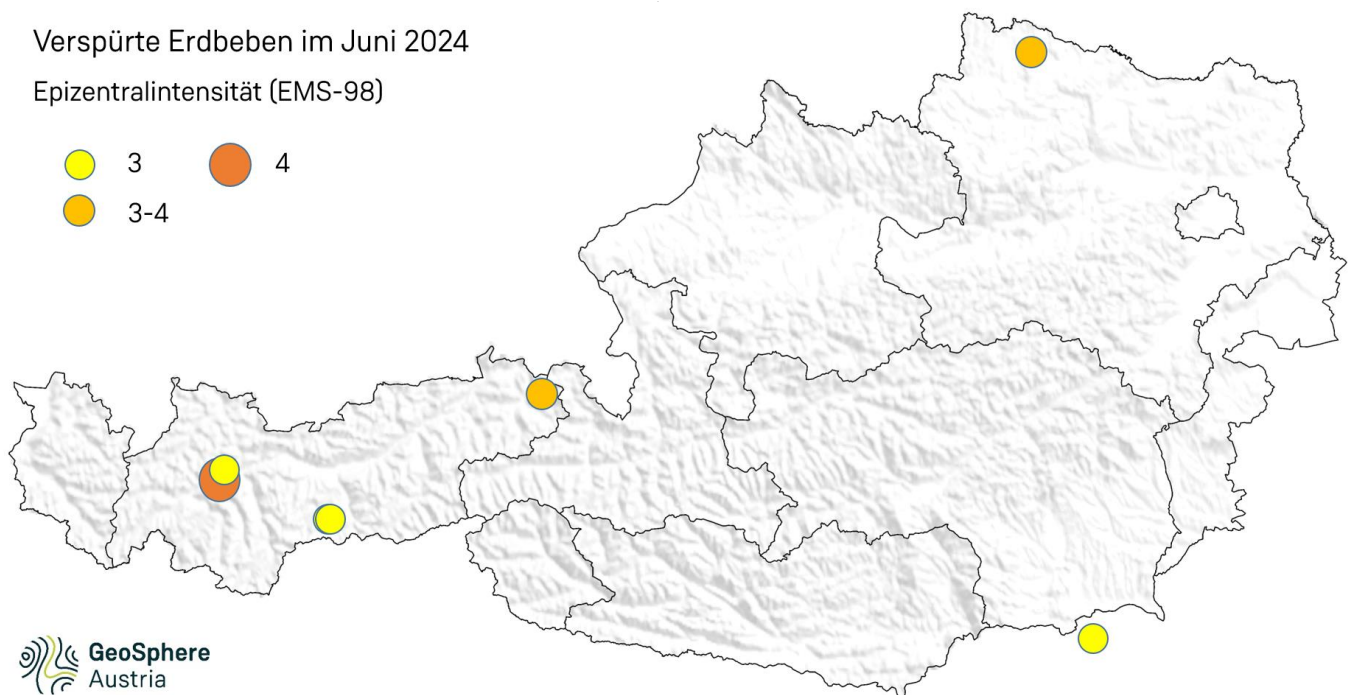 Verspürte Erdbeben im Juni 2024
Epizentralintensität (EMS-98)
3
4
3-4
GeoSphere
Austria